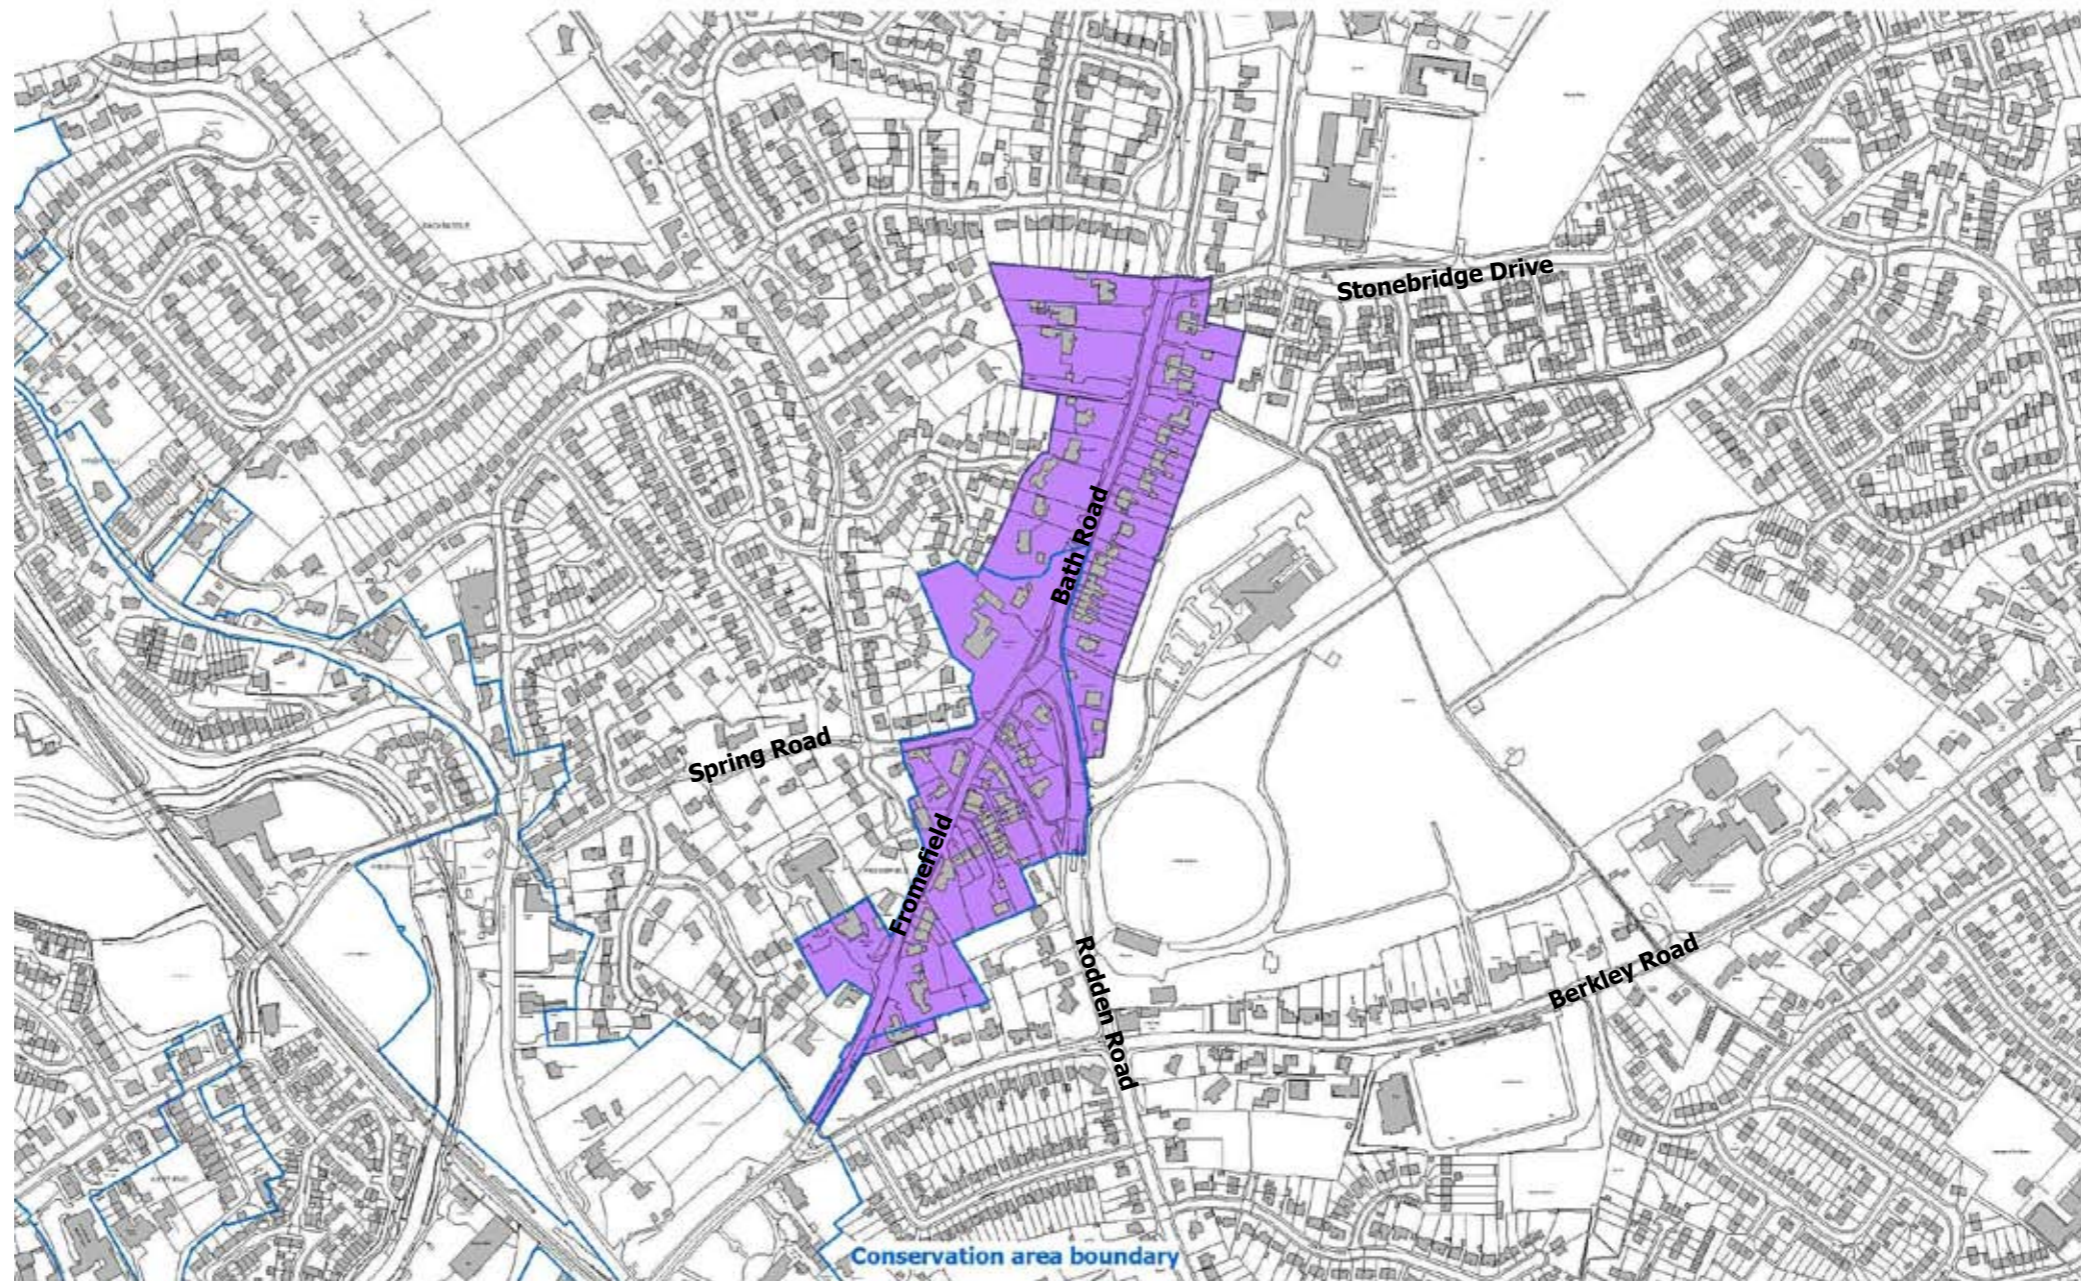 Stonebridge Drive
Bath Road
Spring Road
Fromefield
Rodden Road
Berkley Road
Conservation area boundary